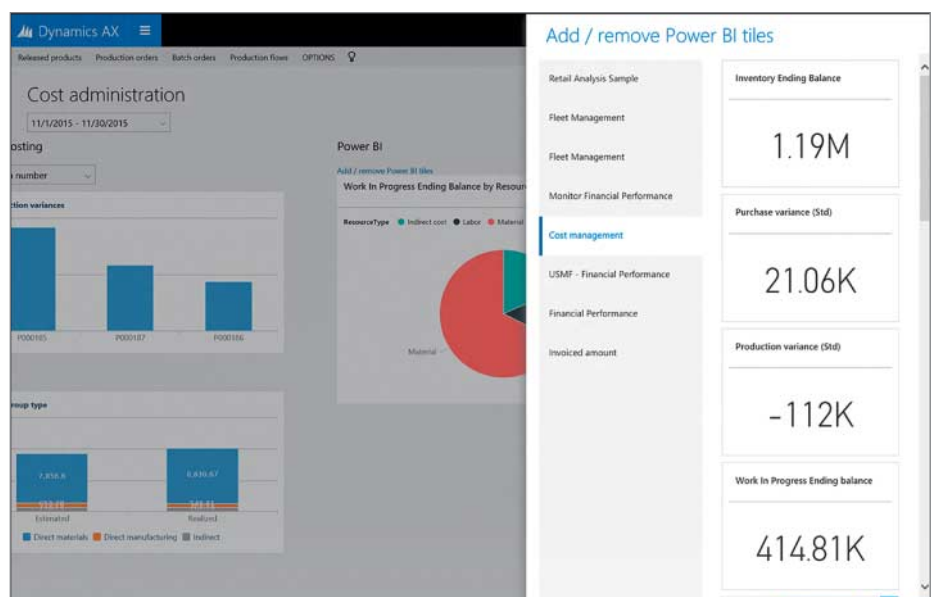 Dynamics AX
Released products Production orders Batch orders Production flows OPTIONS
Cost administration
11/1/2015 - 11/30/2015
osting
number
tion variances
P000185 P000187 P000186
roup type
Estimated Realized
Direct materials Direct manufacturing Indirect
Power BI
Add / remove Power BI tiles
Work In Progress Ending Balance by Resour
ResourceType Indirect cost Labor Material
Material
Add / remove Power BI tiles
Retail Analysis Sample
Fleet Management
Fleet Management
Monitor Financial Performance
Cost management
USMF - Financial Performance
Financial Performance
Invoiced amount
Inventory Ending Balance
1.19M
Purchase variance (Std)
21.06K
Production variance (Std)
-112K
Work In Progress Ending balance
414.81K